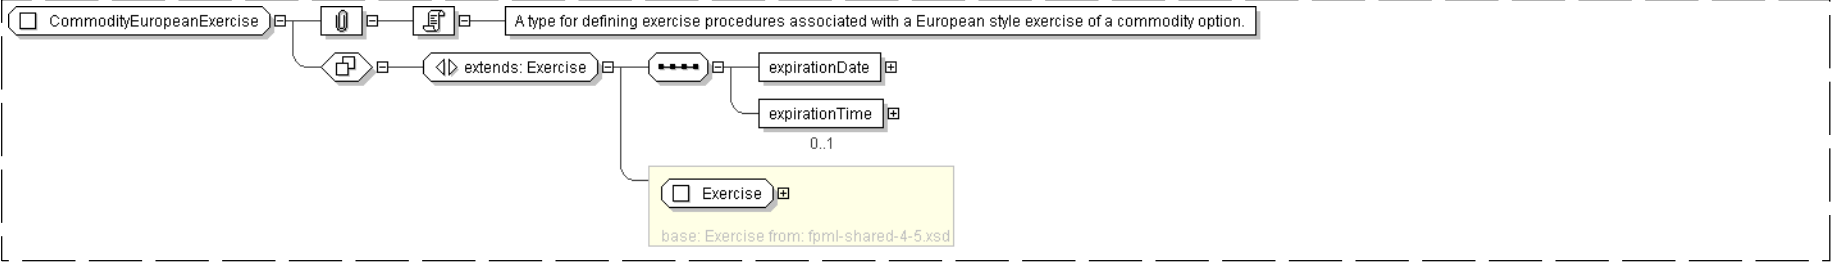 CommodityEuropeanExercise
A type for defining exercise procedures associated with a European style exercise of a commodity option.
extends: Exercise
expirationDate
expirationTime
0..1
Exercise
base: Exercise from: fpml-shared-4-5.xsd